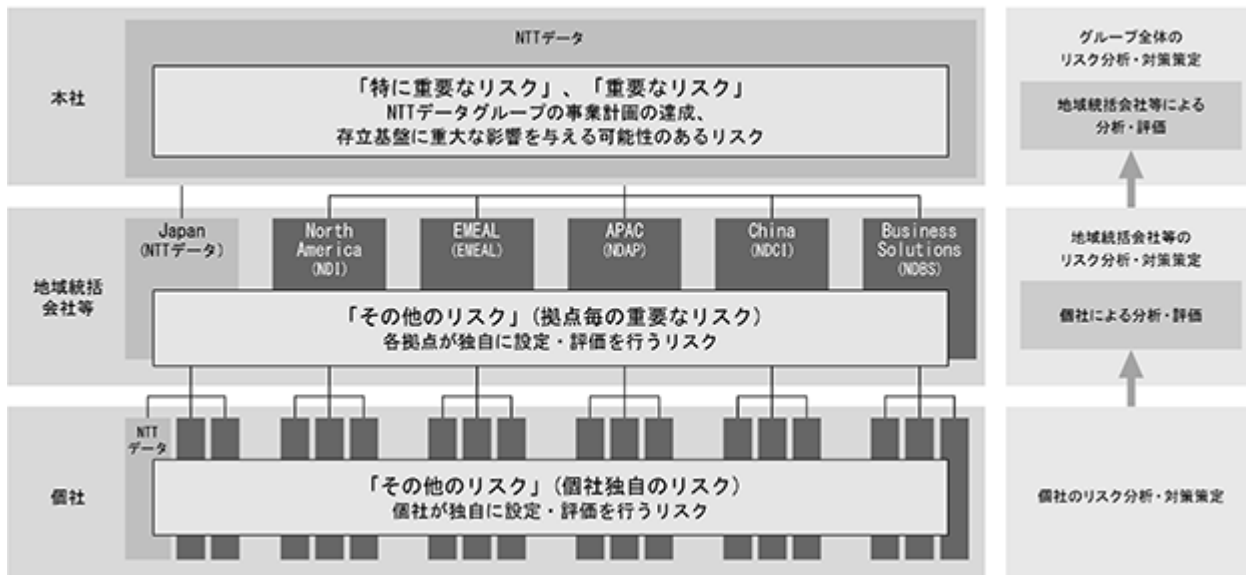 本社
NTTデータ
「特に重要なリスク」、「重要なリスク」
NTTデータグループの事業計画の達成、
存立基盤に重大な影響を与える可能性のあるリスク
グループ全体の
リスク分析・対策策定
地域統括会社等による
分析・評価
地域統括
会社等
Japan
(NTTデータ)
North
America
(NDI)
EMEAL
(EMEAL)
APAC
(NDAP)
China
(NDCI)
Business
Solutions
(NDBS)
「その他のリスク」(拠点毎の重要なリスク)
各拠点が独自に設定・評価を行うリスク
地域統括会社等の
リスク分析・対策策定
個社による分析・評価
個社
NTT
データ
「その他のリスク」(個社独自のリスク)
個社が独自に設定・評価を行うリスク
個社のリスク分析・対策策定